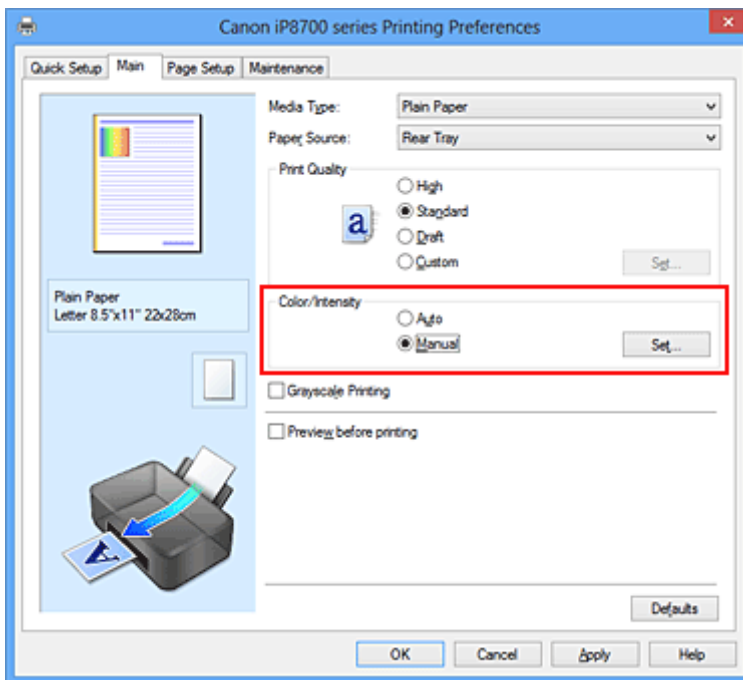 Canon iP8700 series Printing Preferences
Quick Setup Main Page Setup Maintenance
Media Type: Plain Paper
Paper Source: Rear Tray
Print Quality
High
a Standard
Draft
Custom Set...
Plain Paper
Letter 8.5"x11" 22x28cm
Color/Intensity
Auto
Manual Set...
Grayscale Printing
Preview before printing
A
Defaults
OK Cancel Apply Help